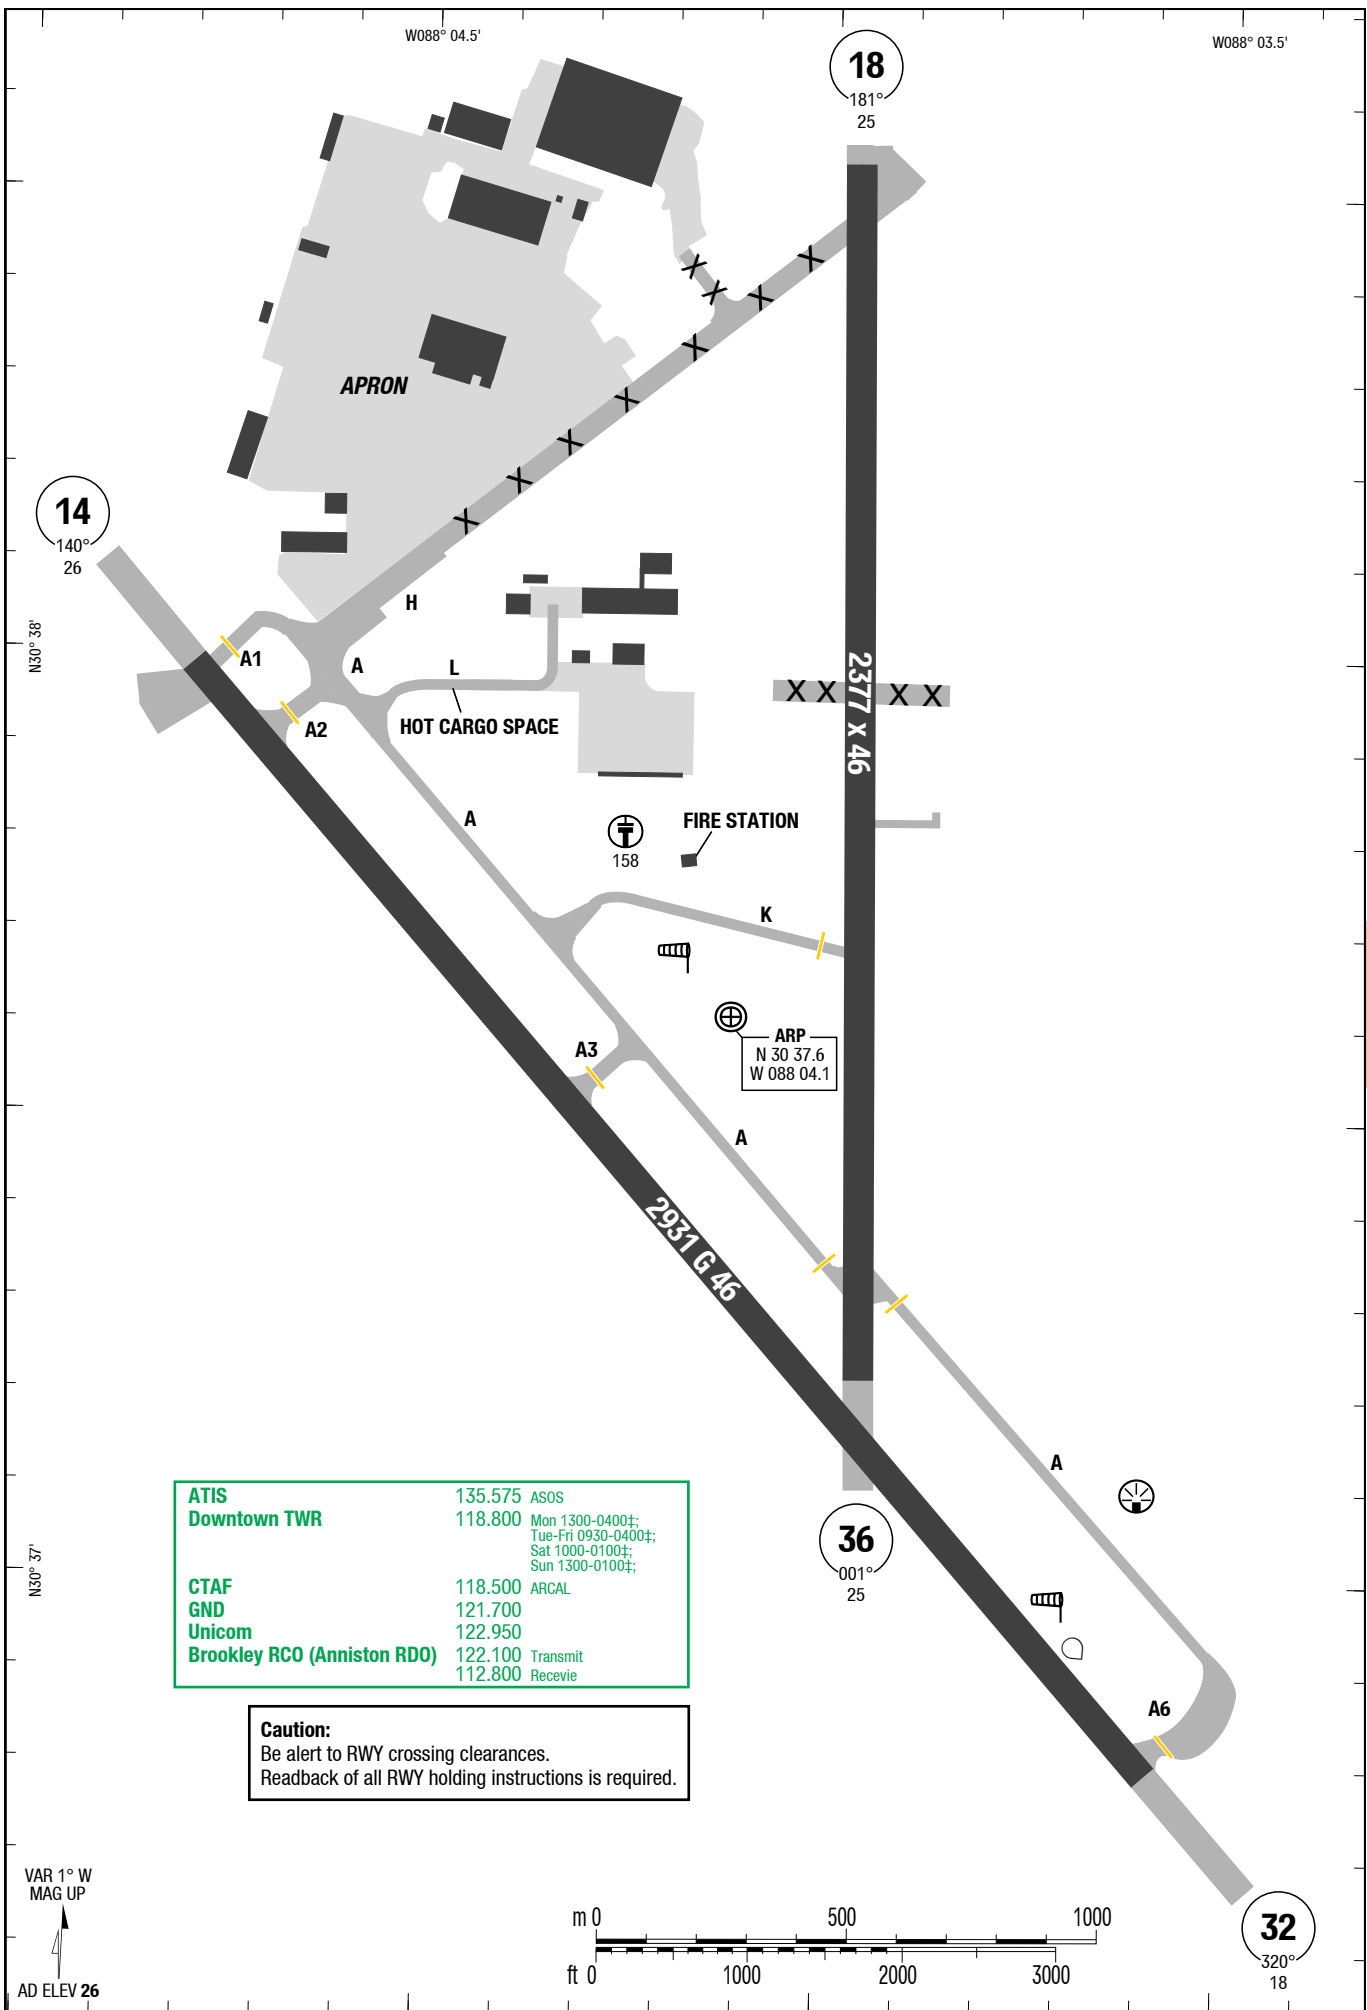 W088° 04.5'
W088° 03.5'
18
181°
25
APRON
14
140°
26
H
N30° 38'
A1
A
L
A2
HOT CARGO SPACE
2377 x 46
A
FIRE STATION
158
K
ARP
N 30 37.6
W 088 04.1
A3
A
2931 G 46
A
ATIS 135.575 ASOS
Downtown TWR 118.800 Mon 1300-0400‡;
Tue-Fri 0930-0400‡;
Sat 1000-0100‡;
Sun 1300-0100‡;
CTAF 118.500 ARCAL
GND 121.700
Unicom 122.950
Brookley RCO (Anniston RDO) 122.100 Transmit
112.800 Recevie
36
001°
25
N30° 37'
A6
Caution:
Be alert to RWY crossing clearances.
Readback of all RWY holding instructions is required.
VAR 1° W
MAG UP
AD ELEV 26
m 0 500 1000
ft 0 1000 2000 3000
32
320°
18